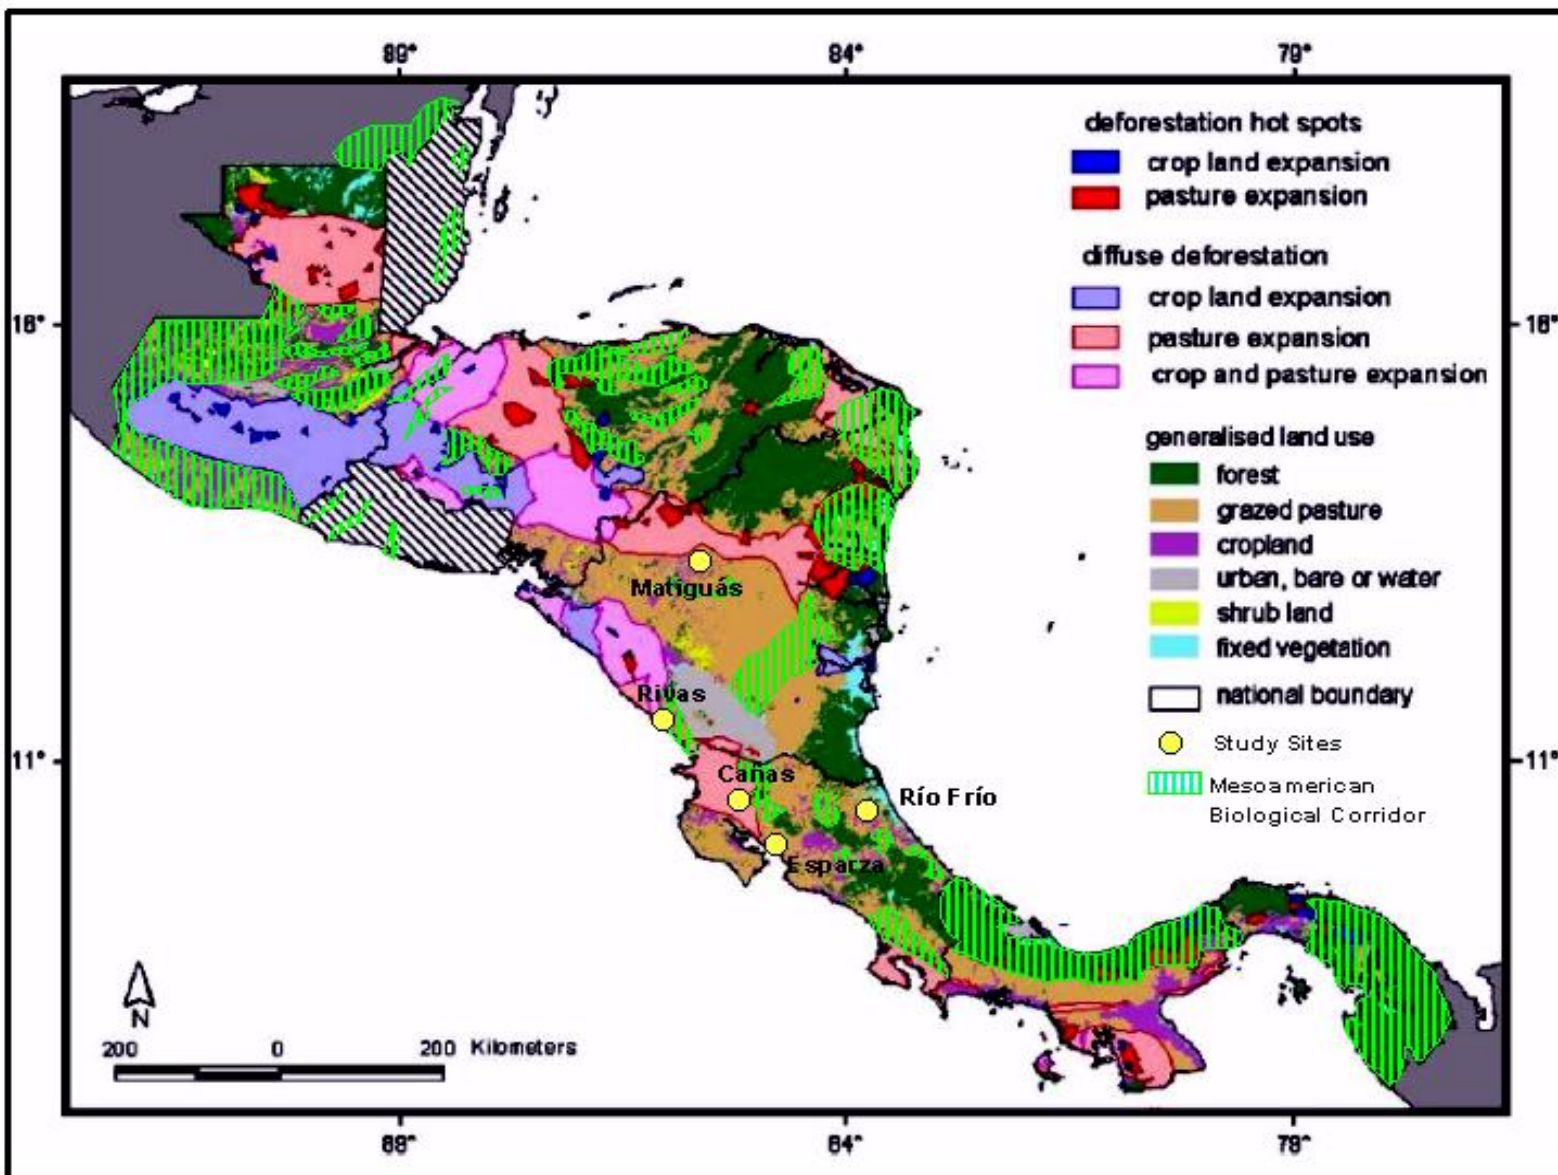 89° 84° 79°
deforestation hot spots
crop land expansion
pasture expansion
diffuse deforestation
crop land expansion
16° 16°
pasture expansion
crop and pasture expansion
generalised land use
forest
grazed pasture
cropland
urban, bare or water
shrub land
fixed vegetation
national boundary
Study Sites
Mesoamerican
Biological Corridor
Matiguás
Rivas
11° 11°
Cañas
Río Frío
Esparza
N
200 0 200 Kilometers
89° 84° 79°